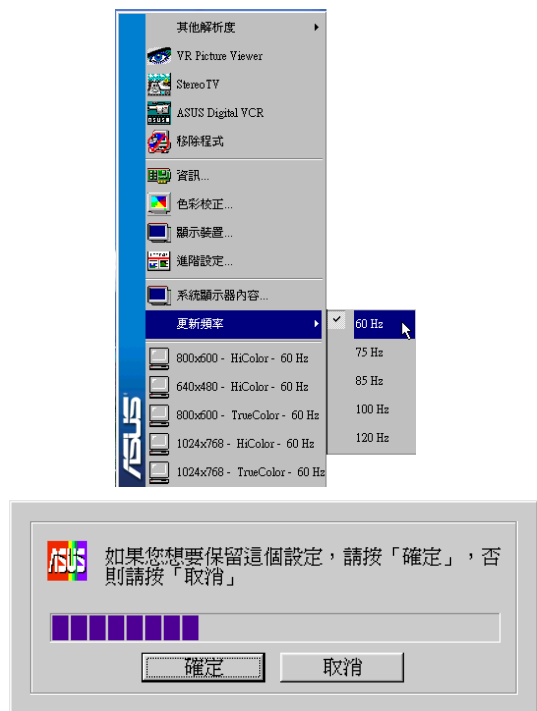 其他解析度
VR Picture Viewer
StereoTV
ASUS Digital VCR
移除程式
資訊...
色彩校正...
顯示裝置...
進階設定...
系統顯示器內容...
更新頻率
60 Hz
75 Hz
85 Hz
100 Hz
120 Hz
800x600 - HiColor - 60 Hz
640x480 - HiColor - 60 Hz
800x600 - TrueColor - 60 Hz
1024x768 - HiColor - 60 Hz
1024x768 - TrueColor - 60 Hz
ASUS
ASUS
如果您想要保留這個設定，請按「確定」，否
則請按「取消」
確定
取消